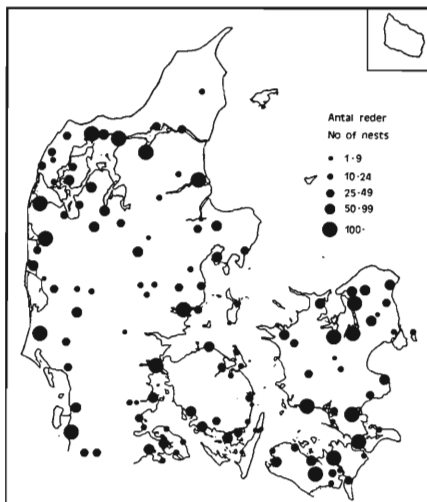 Antal reder
No of nests
1-9
10-24
25-49
50-99
100-